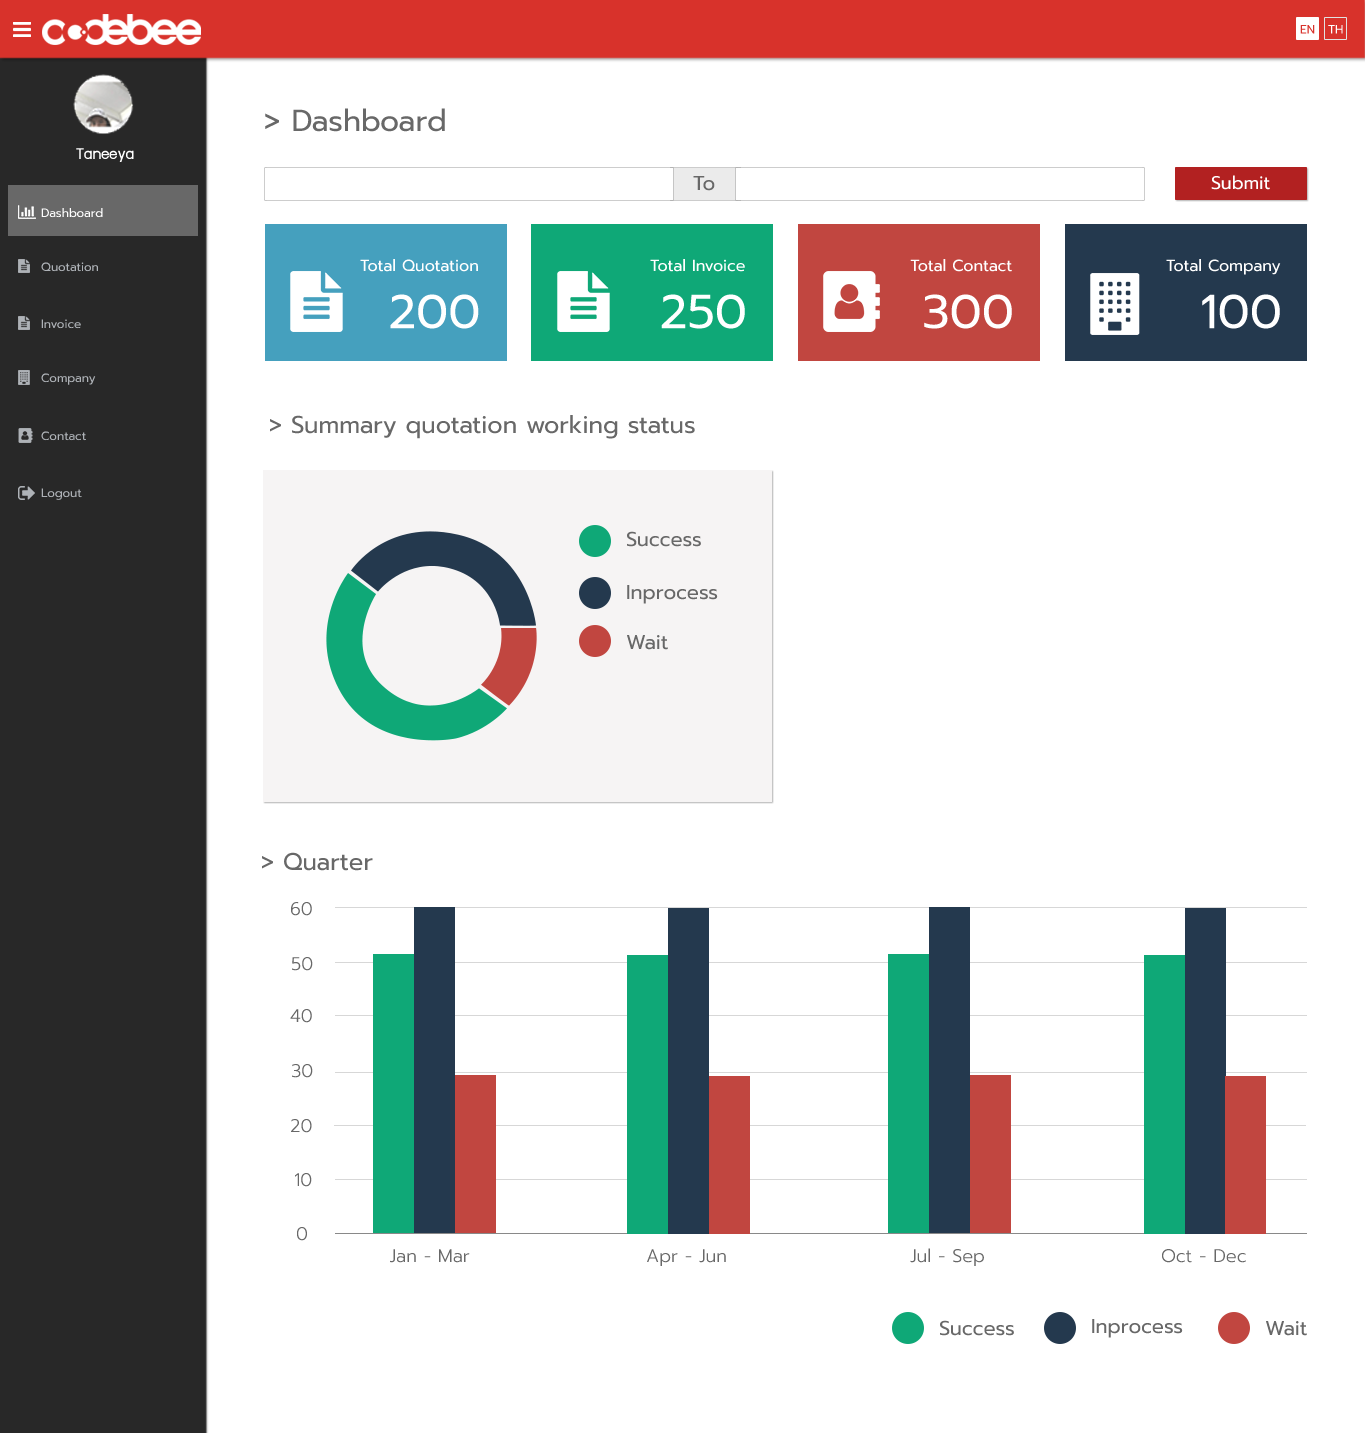 codebee
EN
TH
Taneeya
Dashboard
Quotation
Invoice
Company
Contact
Logout
> Dashboard
To
Submit
Total Quotation
200
Total Invoice
250
Total Contact
300
Total Company
100
> Summary quotation working status
Success
Inprocess
Wait
> Quarter
60
50
40
30
20
10
0
Jan - Mar
Apr - Jun
Jul - Sep
Oct - Dec
Success
Inprocess
Wait